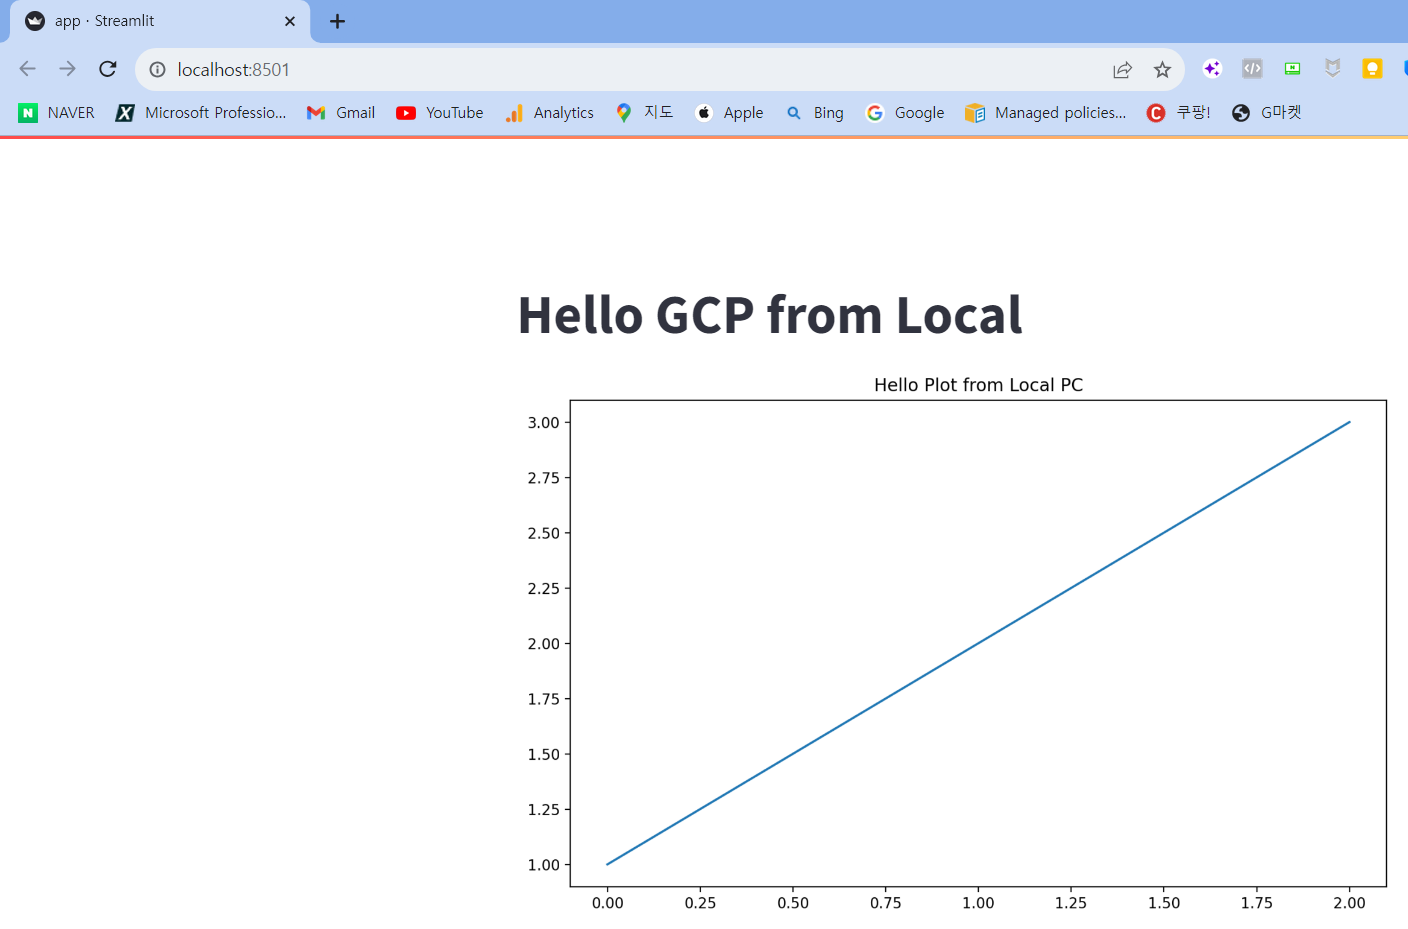 app · Streamlit
localhost:8501
NAVER Microsoft Professio... Gmail YouTube Analytics 지도 Apple Bing Google Managed policies... 쿠팡! G마켓
Hello GCP from Local
Hello Plot from Local PC
3.00
2.75
2.50
2.25
2.00
1.75
1.50
1.25
1.00
0.00 0.25 0.50 0.75 1.00 1.25 1.50 1.75 2.00